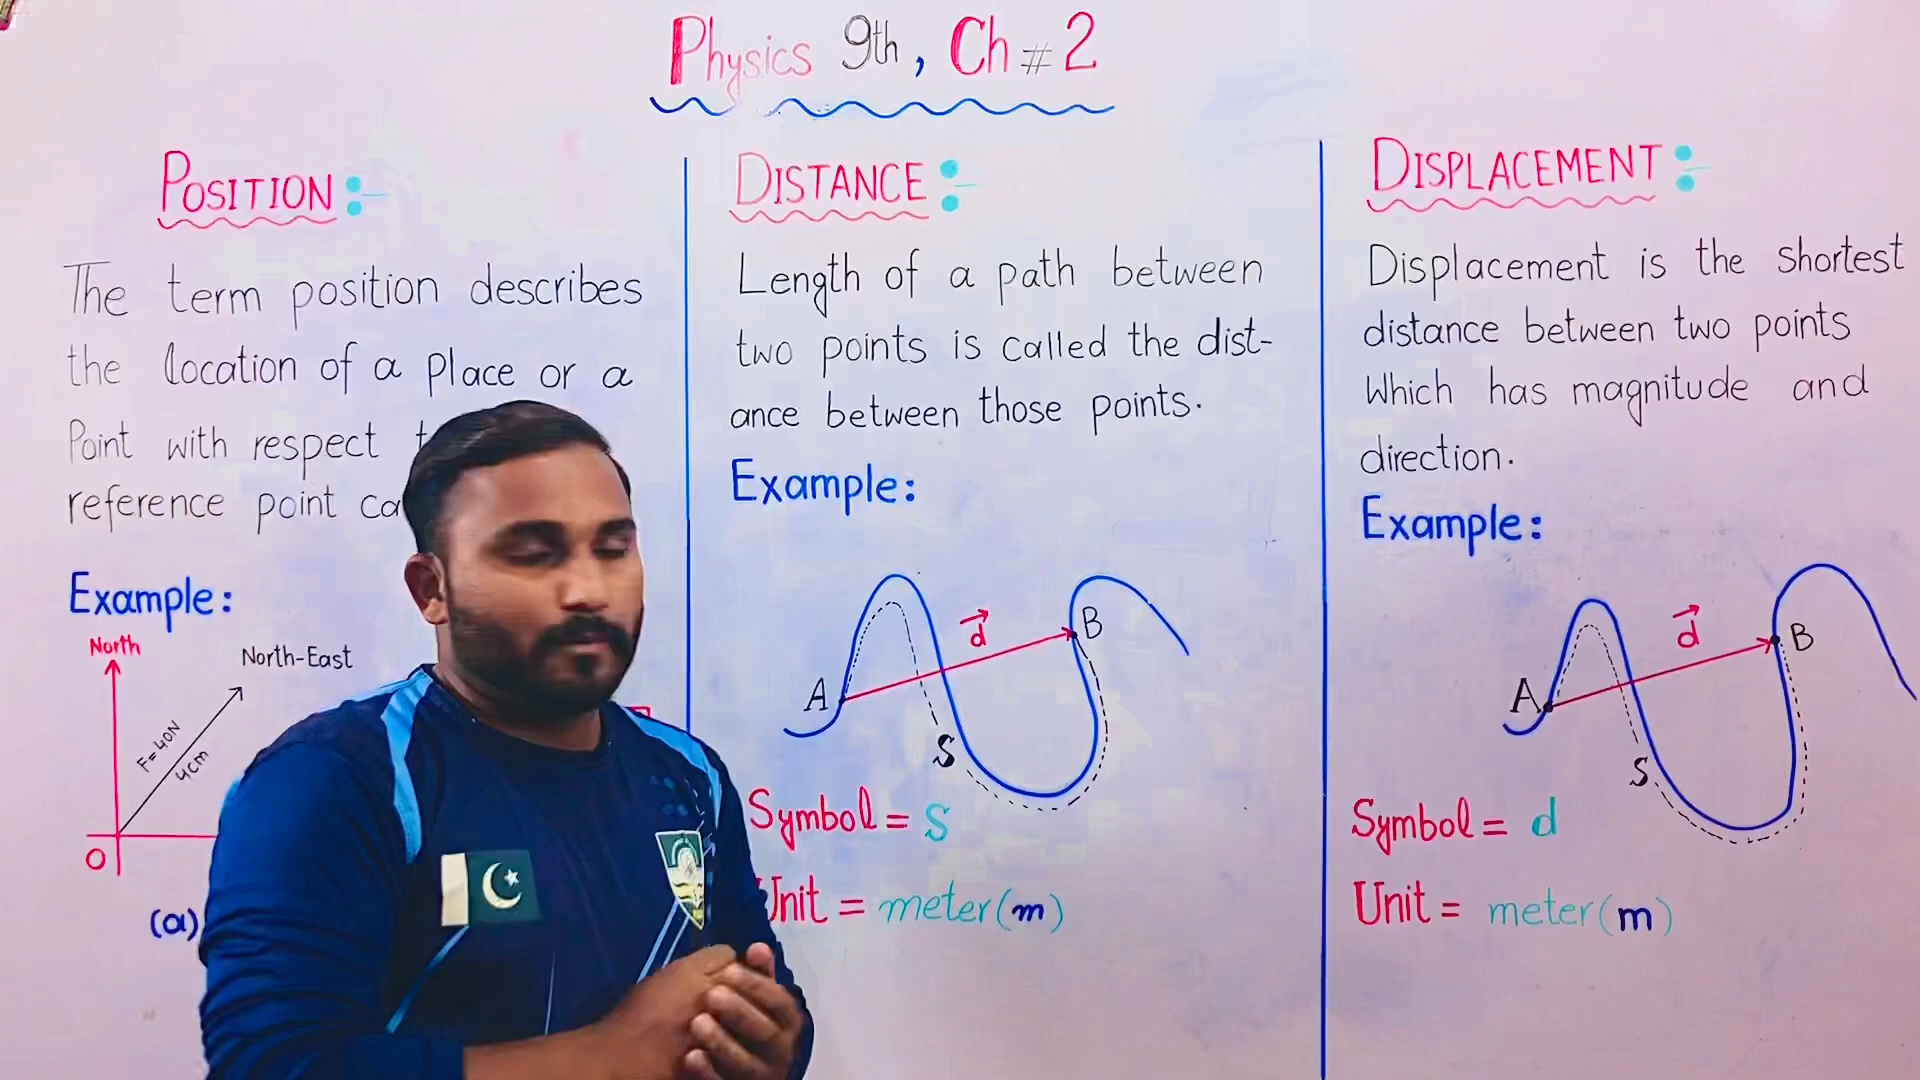 Physics 9th, Ch # 2
POSITION :-
The term position describes
the location of a place or a
Point with respect
reference point
Example:
North
North-East
F=40N
4cm
O
(a)
DISTANCE :-
Length of a path between
two points is called the dist-
ance between those points.
Example:
d
B
A
S
Symbol = S
Unit = meter(m)
DISPLACEMENT :-
Displacement is the shortest
distance between two points
Which has magnitude and
direction.
Example:
d
B
A
S
Symbol = d
Unit = meter(m)